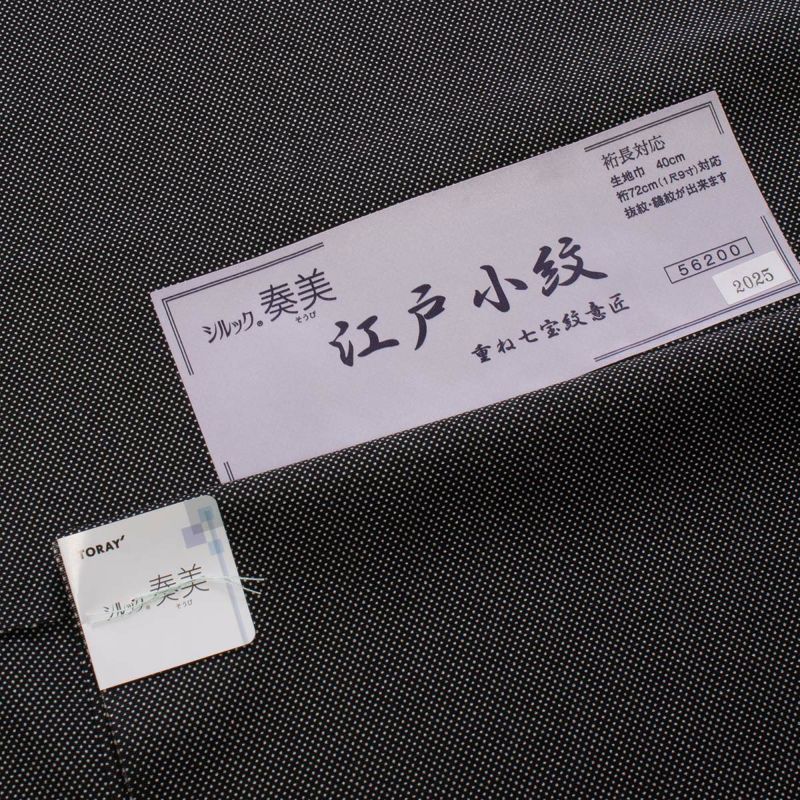 裄長対応
生地巾 40cm
裄72cm(1尺9寸)対応
抜紋・縫紋が出来ます
シルック®奏美
そうび
江戸小紋
重ね七宝紋意匠
56200
2025
TORAY
シルック®奏美
そうび